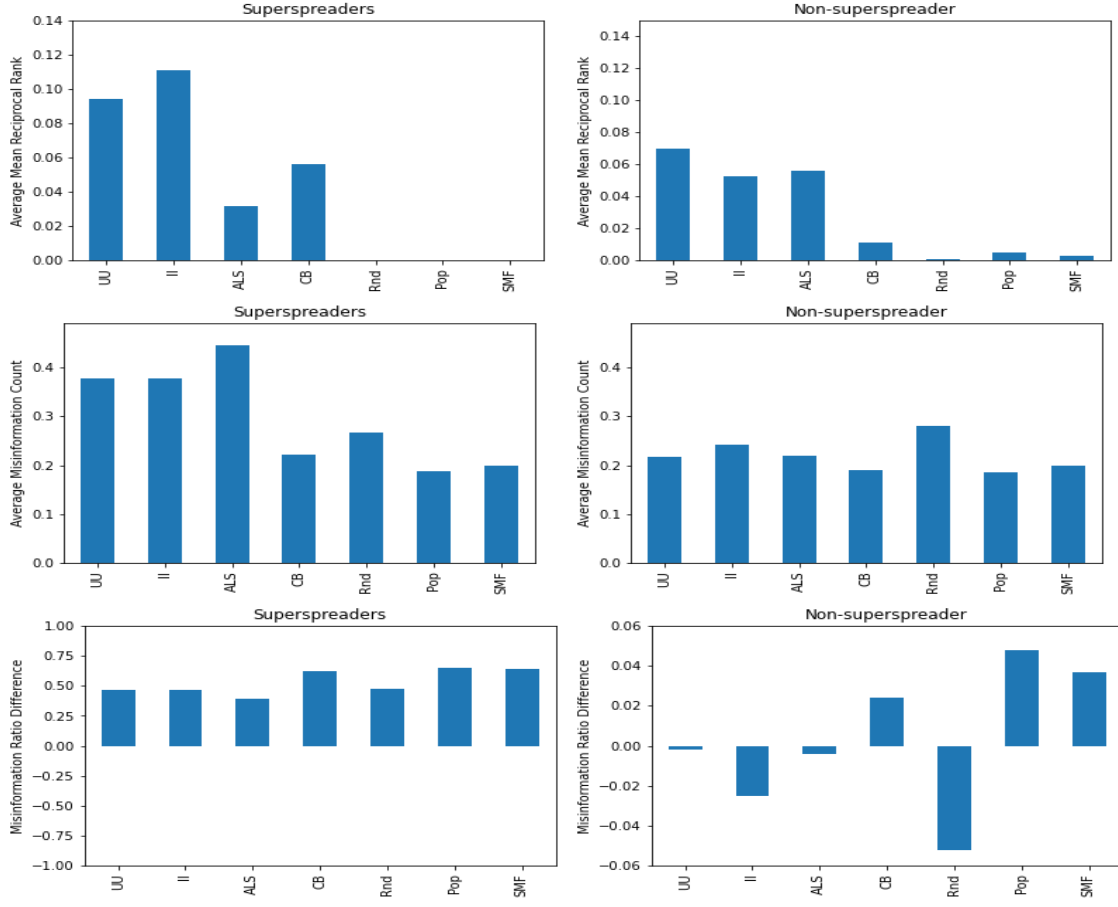 Superspreaders
Average Mean Reciprocal Rank
0.14
0.12
0.10
0.08
0.06
0.04
0.02
0.00
UU
II
ALS
CB
Rnd
Pop
SMF
Non-superspreader
Average Mean Reciprocal Rank
0.14
0.12
0.10
0.08
0.06
0.04
0.02
0.00
UU
II
ALS
CB
Rnd
Pop
SMF
Superspreaders
Average Misinformation Count
0.4
0.3
0.2
0.1
0.0
UU
II
ALS
CB
Rnd
Pop
SMF
Non-superspreader
Average Misinformation Count
0.4
0.3
0.2
0.1
0.0
UU
II
ALS
CB
Rnd
Pop
SMF
Superspreaders
Misinformation Ratio Difference
1.00
0.75
0.50
0.25
0.00
−0.25
−0.50
−0.75
−1.00
UU
II
ALS
CB
Rnd
Pop
SMF
Non-superspreader
Misinformation Ratio Difference
0.06
0.04
0.02
0.00
−0.02
−0.04
−0.06
UU
II
ALS
CB
Rnd
Pop
SMF